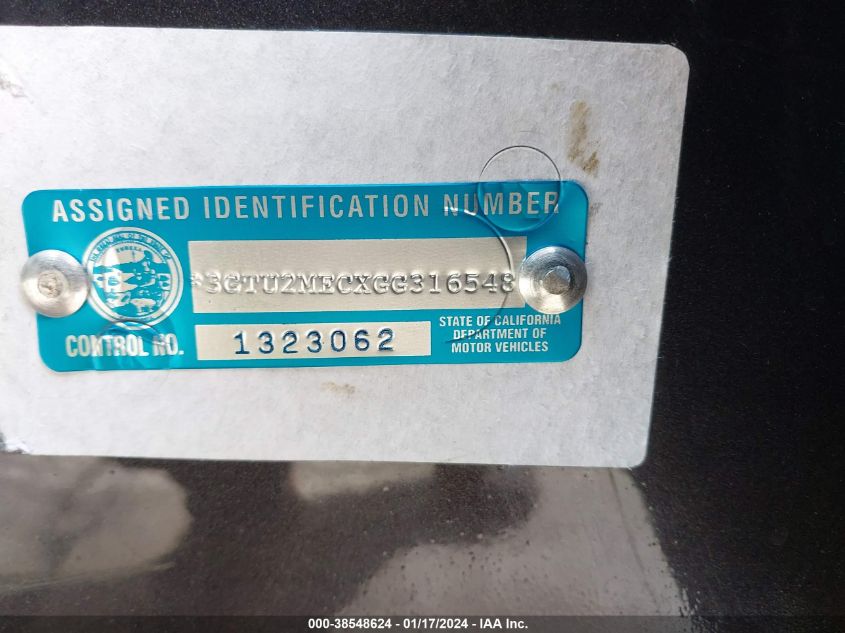 ASSIGNED IDENTIFICATION NUMBER
*3GTU2MECXGG316548
CONTROL NO.
1323062
STATE OF CALIFORNIA
DEPARTMENT OF
MOTOR VEHICLES
000-38548624 - 01/17/2024 - IAA Inc.